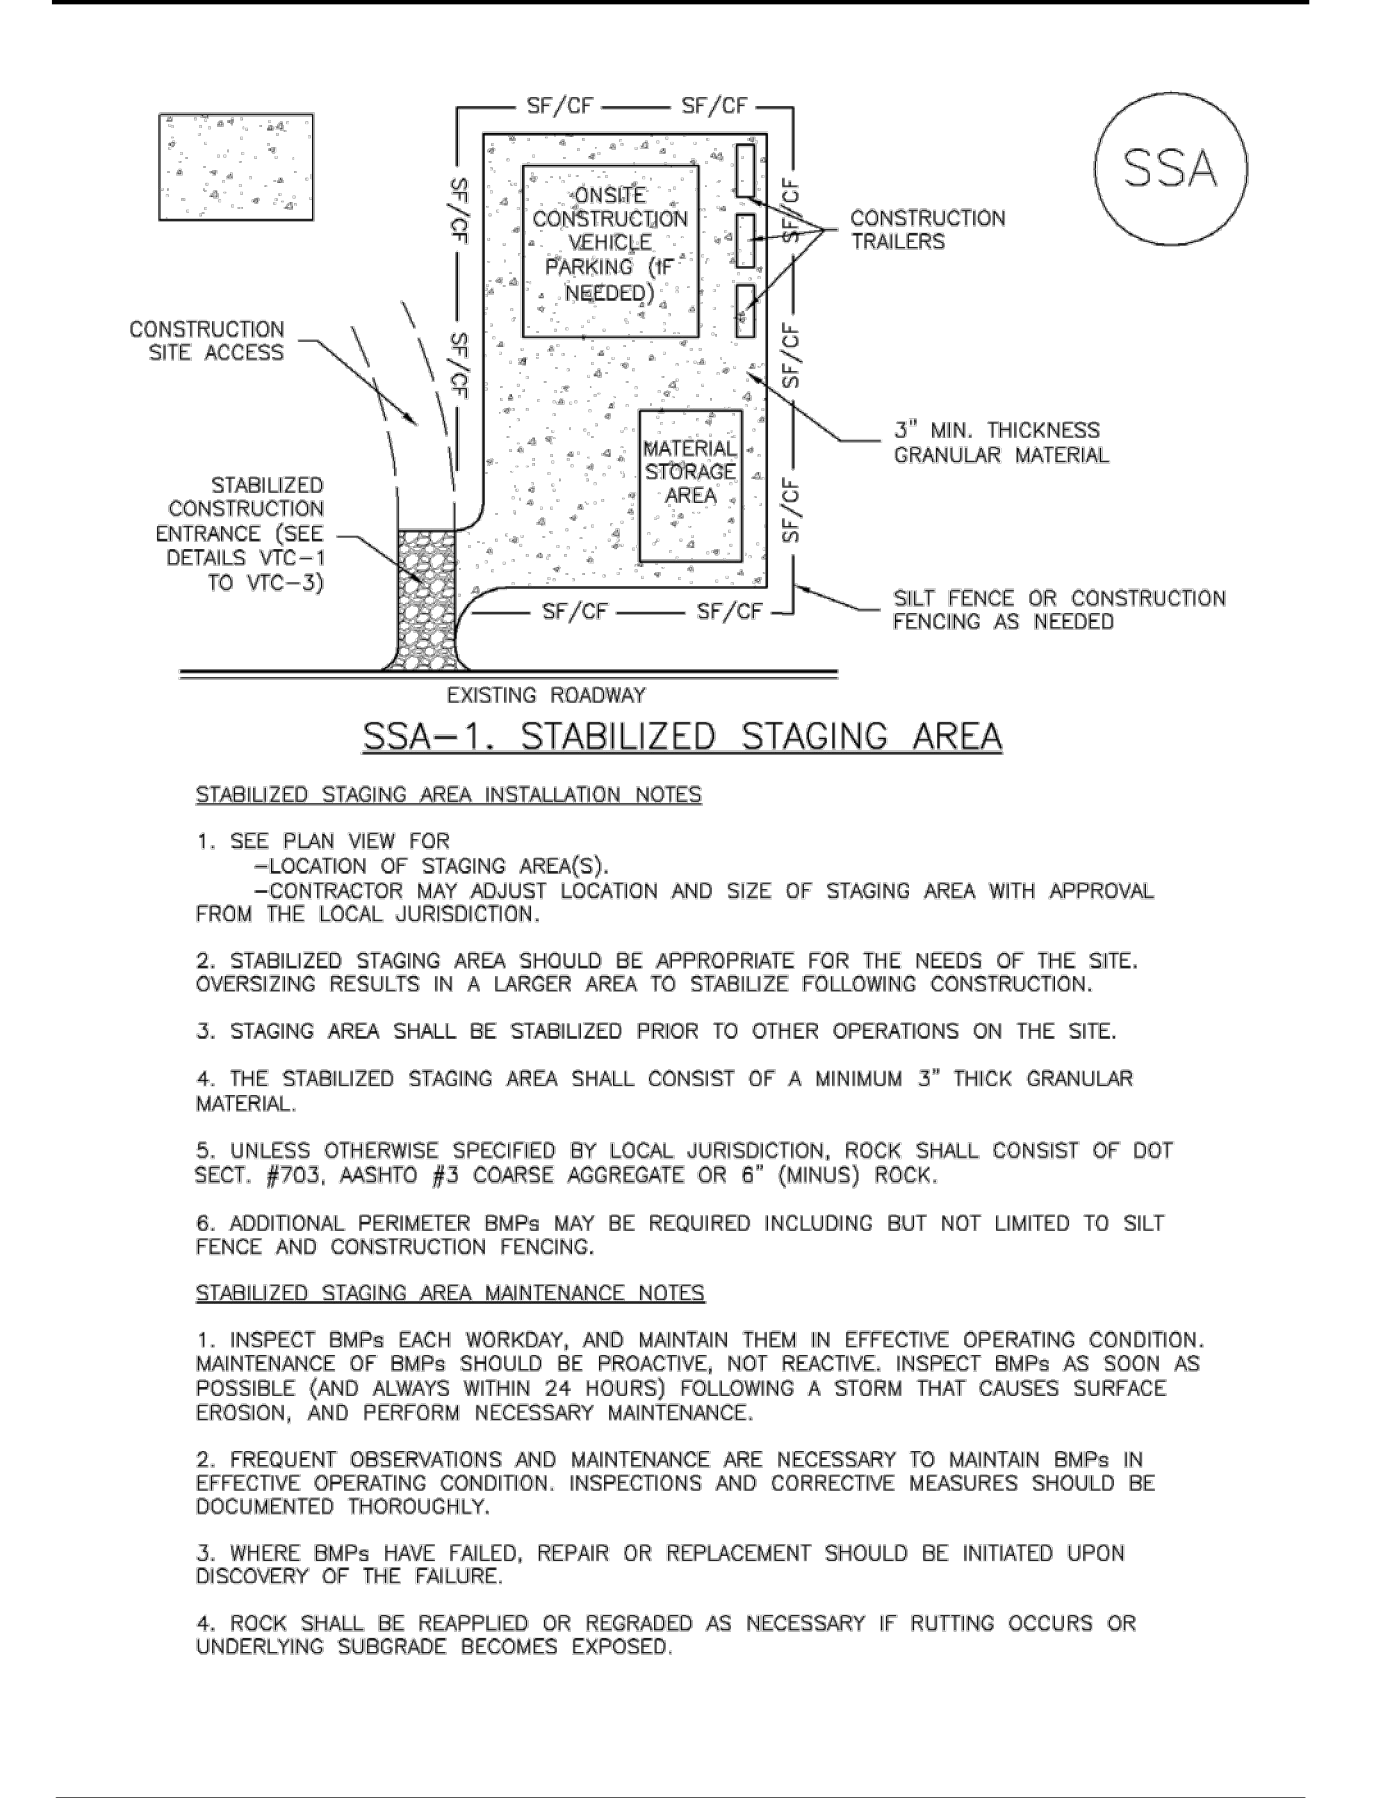 SF/CF
SF/CF
SSA
SF/CF
SF/CF
ONSITE
CONSTRUCTION
VEHICLE
PARKING (IF
NEEDED)
CONSTRUCTION
TRAILERS
CONSTRUCTION
SITE ACCESS
SF/CF
SF/CF
3" MIN. THICKNESS
GRANULAR MATERIAL
MATERIAL
STORAGE
AREA
STABILIZED
CONSTRUCTION
ENTRANCE (SEE
DETAILS VTC-1
TO VTC-3)
SF/CF
SF/CF
SF/CF
SILT FENCE OR CONSTRUCTION
FENCING AS NEEDED
EXISTING ROADWAY
SSA-1. STABILIZED STAGING AREA
STABILIZED STAGING AREA INSTALLATION NOTES
1. SEE PLAN VIEW FOR
-LOCATION OF STAGING AREA(S).
-CONTRACTOR MAY ADJUST LOCATION AND SIZE OF STAGING AREA WITH APPROVAL
FROM THE LOCAL JURISDICTION.
2. STABILIZED STAGING AREA SHOULD BE APPROPRIATE FOR THE NEEDS OF THE SITE.
OVERSIZING RESULTS IN A LARGER AREA TO STABILIZE FOLLOWING CONSTRUCTION.
3. STAGING AREA SHALL BE STABILIZED PRIOR TO OTHER OPERATIONS ON THE SITE.
4. THE STABILIZED STAGING AREA SHALL CONSIST OF A MINIMUM 3" THICK GRANULAR
MATERIAL.
5. UNLESS OTHERWISE SPECIFIED BY LOCAL JURISDICTION, ROCK SHALL CONSIST OF DOT
SECT. #703, AASHTO #3 COARSE AGGREGATE OR 6" (MINUS) ROCK.
6. ADDITIONAL PERIMETER BMPs MAY BE REQUIRED INCLUDING BUT NOT LIMITED TO SILT
FENCE AND CONSTRUCTION FENCING.
STABILIZED STAGING AREA MAINTENANCE NOTES
1. INSPECT BMPs EACH WORKDAY, AND MAINTAIN THEM IN EFFECTIVE OPERATING CONDITION.
MAINTENANCE OF BMPs SHOULD BE PROACTIVE, NOT REACTIVE. INSPECT BMPs AS SOON AS
POSSIBLE (AND ALWAYS WITHIN 24 HOURS) FOLLOWING A STORM THAT CAUSES SURFACE
EROSION, AND PERFORM NECESSARY MAINTENANCE.
2. FREQUENT OBSERVATIONS AND MAINTENANCE ARE NECESSARY TO MAINTAIN BMPs IN
EFFECTIVE OPERATING CONDITION. INSPECTIONS AND CORRECTIVE MEASURES SHOULD BE
DOCUMENTED THOROUGHLY.
3. WHERE BMPs HAVE FAILED, REPAIR OR REPLACEMENT SHOULD BE INITIATED UPON
DISCOVERY OF THE FAILURE.
4. ROCK SHALL BE REAPPLIED OR REGRADED AS NECESSARY IF RUTTING OCCURS OR
UNDERLYING SUBGRADE BECOMES EXPOSED.